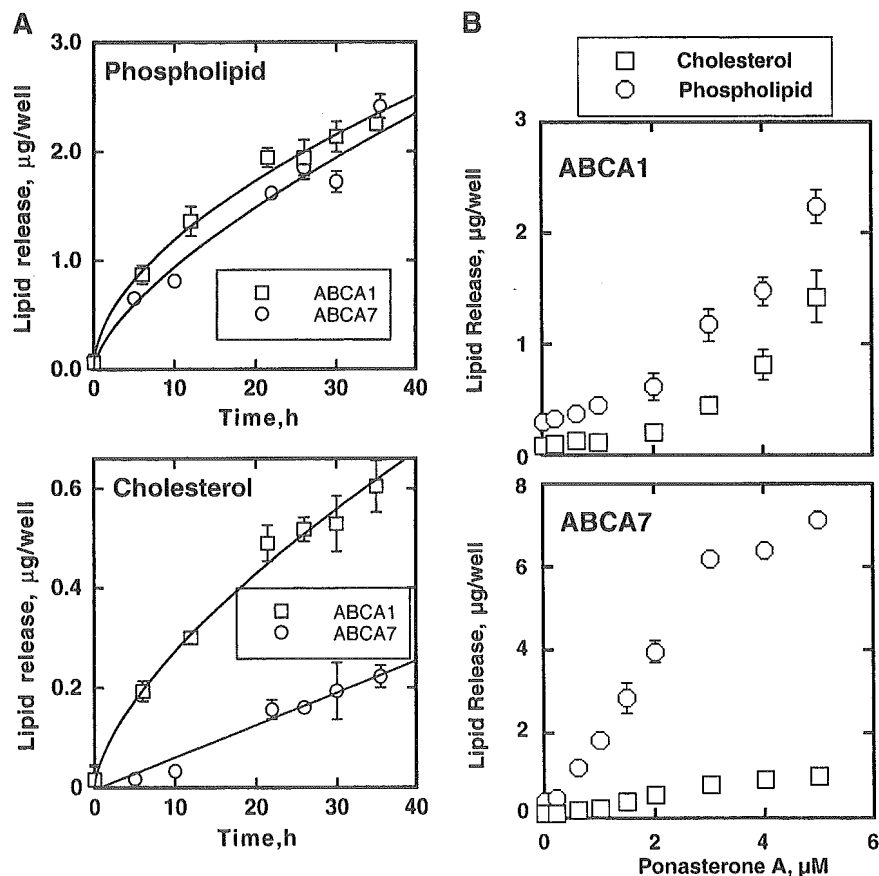 A
Phospholipid
Lipid release, µg/well
3.0
2.0
1.0
0.0
ABCA1
ABCA7
0 10 20 30 40
Time,h
Cholesterol
Lipid release, µg/well
0.6
0.4
0.2
0
ABCA1
ABCA7
0 10 20 30 40
Time,h
B
Cholesterol
Phospholipid
ABCA1
Lipid Release, µg/well
3
2
1
0
ABCA7
Lipid Release, µg/well
8
6
4
2
0
0 2 4 6
Ponasterone A, µM